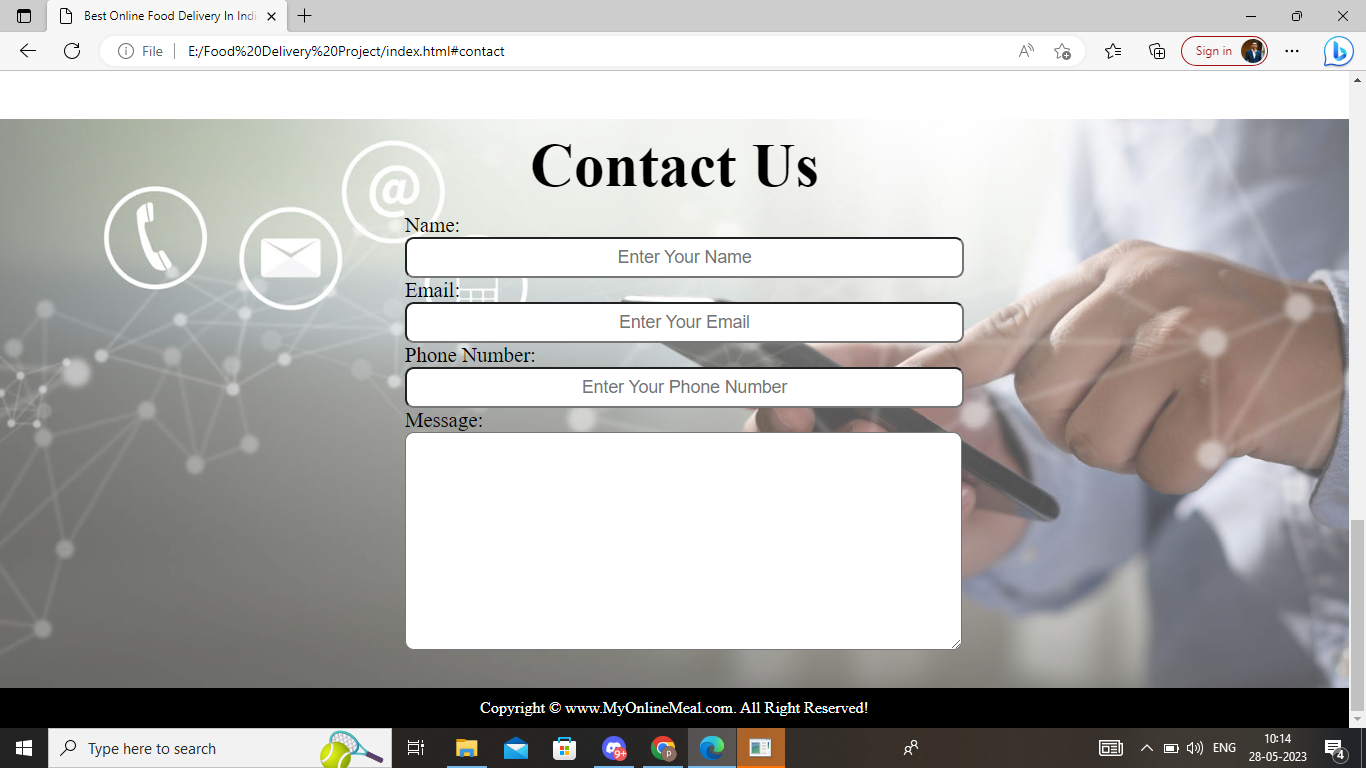 Best Online Food Delivery In Indi
File
E:/Food%20Delivery%20Project/index.html#contact
Sign in
Contact Us
@
Name:
Enter Your Name
Email:
Enter Your Email
Phone Number:
Enter Your Phone Number
Message:
Copyright © www.MyOnlineMeal.com. All Right Reserved!
Type here to search
9+
p
ENG
10:14
28-05-2023
4